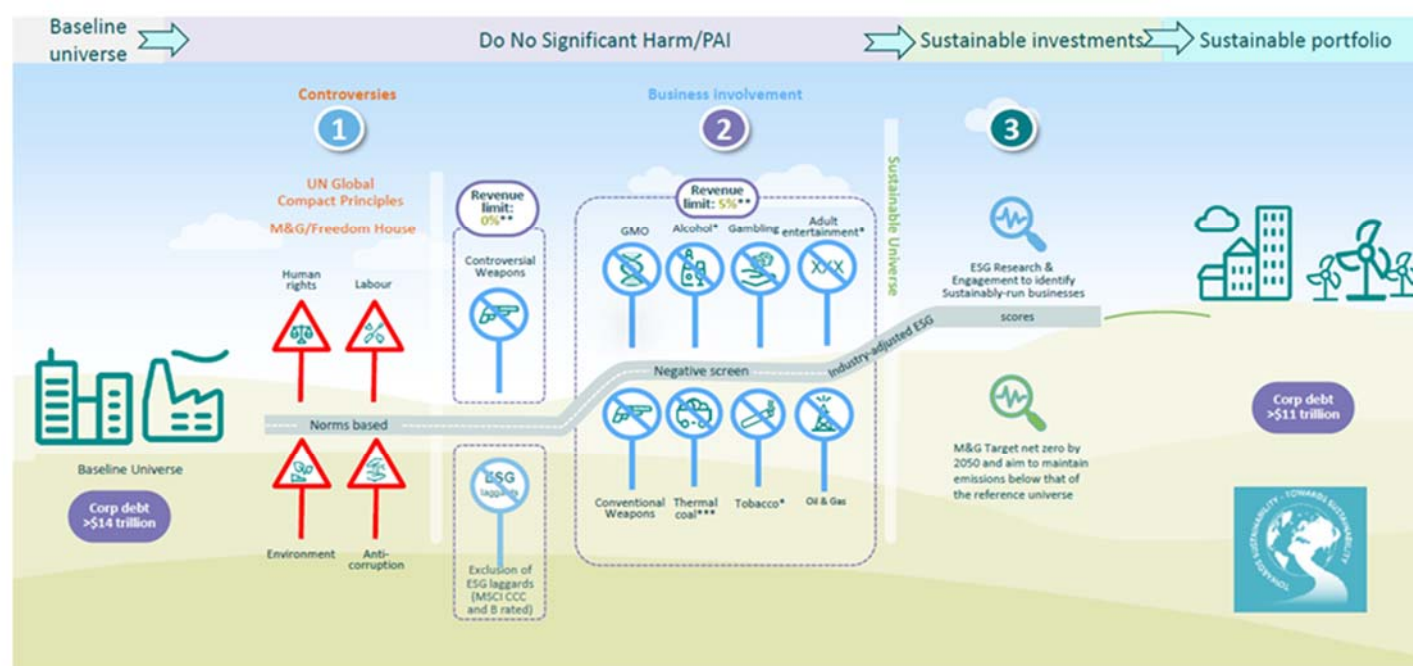 Baseline
universe
Do No Significant Harm/PAI
Sustainable investments
Sustainable portfolio
Controversies
1
UN Global
Compact Principles
M&G/Freedom House
Human
rights
Labour
Norms based
Environment
Anti-
corruption
Baseline Universe
Corp debt
>$14 trillion
Revenue
limit:
0%**
Controversial
Weapons
ESG
laggards
Exclusion of
ESG laggards
(MSCI CCC
and B rated)
Business involvement
2
Revenue
limit: 5%**
GMO
Alcohol*
Gambling
Adult
entertainment*
XXX
Negative screen
Conventional
Weapons
Thermal
coal***
Tobacco*
Oil & Gas
Sustainable Universe
Industry-adjusted ESG
scores
3
ESG Research &
Engagement to identify
Sustainably-run businesses
M&G Target net zero by
2050 and aim to maintain
emissions below that of
the reference universe
Corp debt
>$11 trillion
TOWARDS SUSTAINABILITY - TOWARDS SUSTAINABILITY